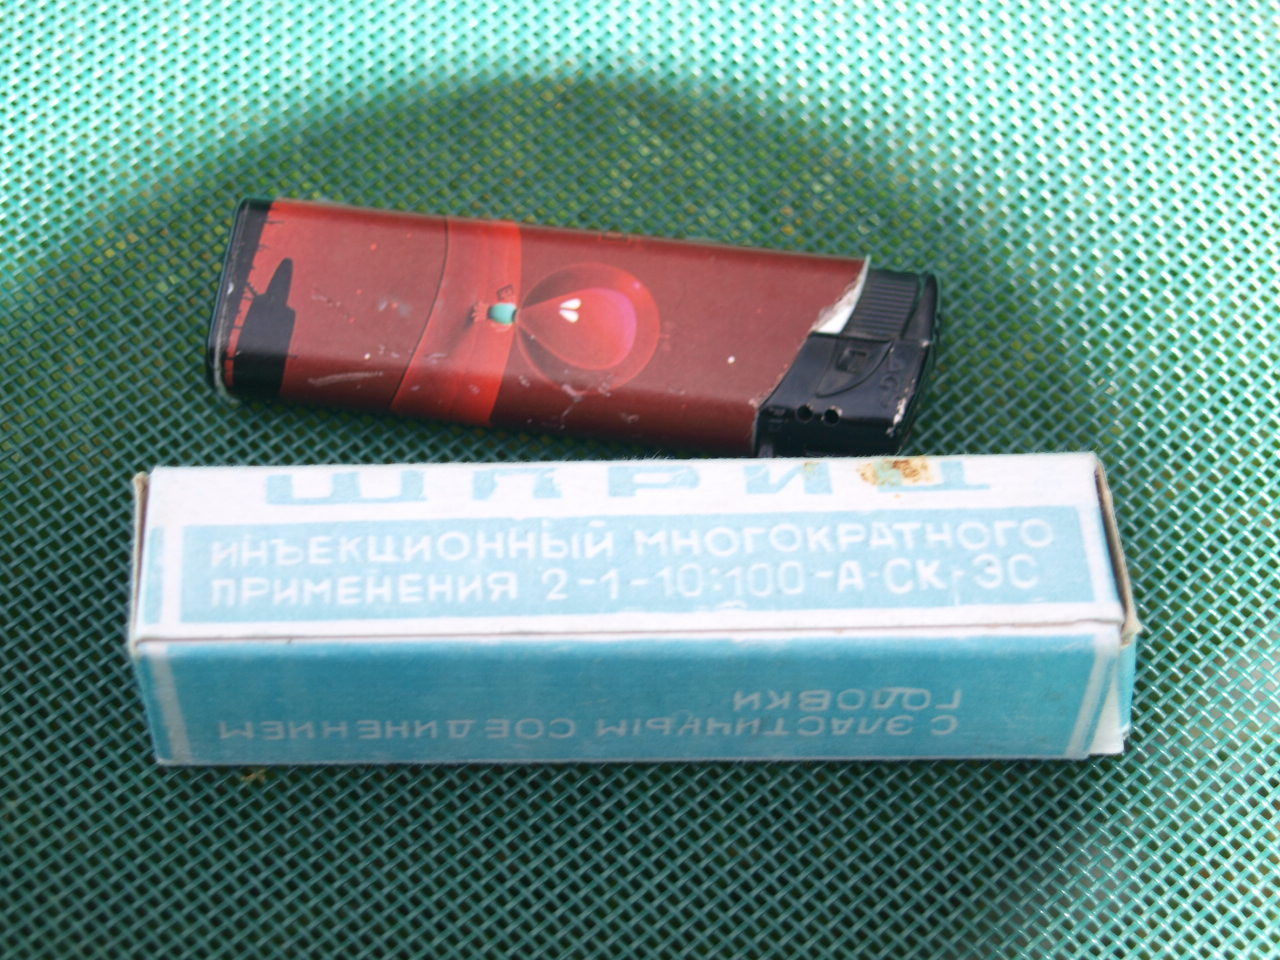 ШПРИЦ
ИНЪЕКЦИОННЫЙ МНОГОКРАТНОГО
ПРИМЕНЕНИЯ 2-1-10:100-А-СК-ЭС
С ЭЛАСТИЧНЫМ СОЕДИНЕНИЕМ
ГОЛОВКИ